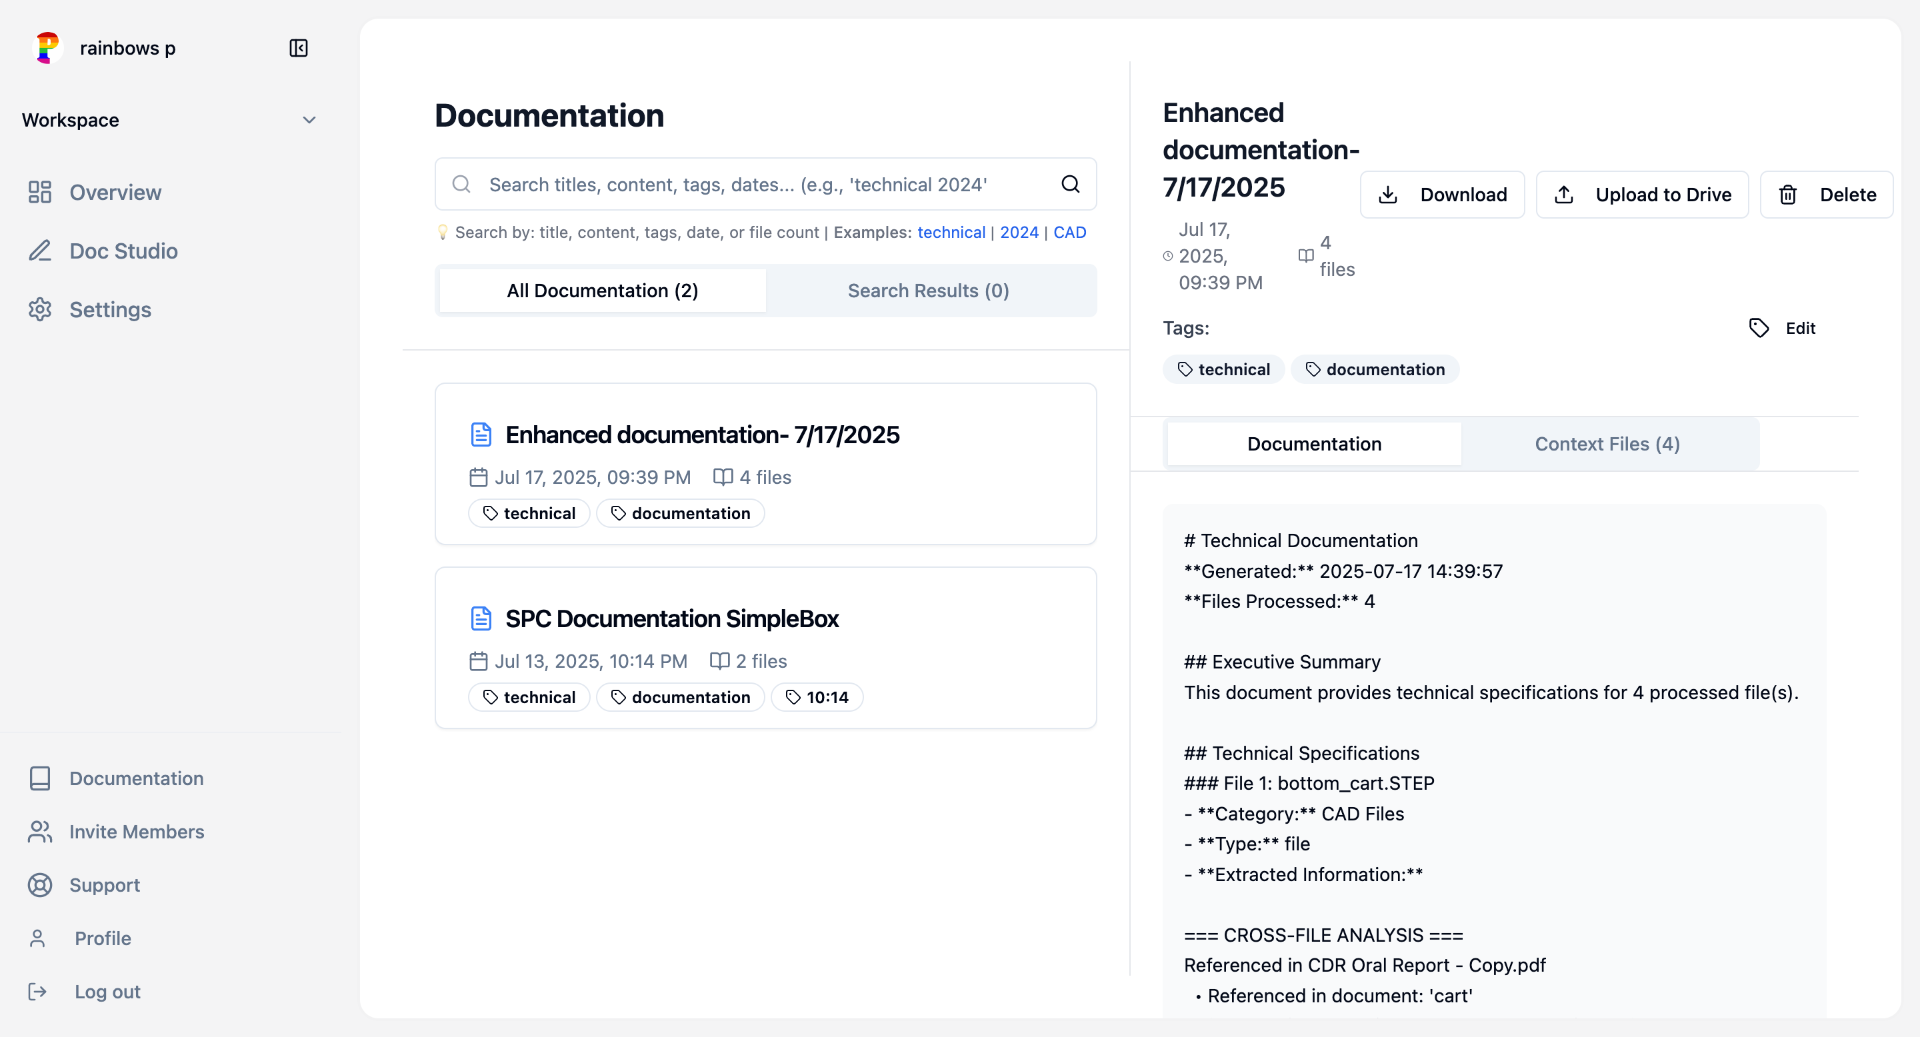 rainbows p
Workspace
Overview
Doc Studio
Settings
Documentation
Invite Members
Support
Profile
Log out
Documentation
Search titles, content, tags, dates... (e.g., 'technical 2024'
💡 Search by: title, content, tags, date, or file count | Examples: technical | 2024 | CAD
All Documentation (2)
Search Results (0)
Enhanced documentation- 7/17/2025
Jul 17, 2025, 09:39 PM 4 files
technical documentation
SPC Documentation SimpleBox
Jul 13, 2025, 10:14 PM 2 files
technical documentation 10:14
Enhanced
documentation-
7/17/2025
Jul 17,
2025,
09:39 PM
4
files
Download
Upload to Drive
Delete
Tags:
Edit
technical documentation
Documentation
Context Files (4)
# Technical Documentation
**Generated:** 2025-07-17 14:39:57
**Files Processed:** 4
## Executive Summary
This document provides technical specifications for 4 processed file(s).
## Technical Specifications
### File 1: bottom_cart.STEP
- **Category:** CAD Files
- **Type:** file
- **Extracted Information:**
=== CROSS-FILE ANALYSIS ===
Referenced in CDR Oral Report - Copy.pdf
• Referenced in document: 'cart'